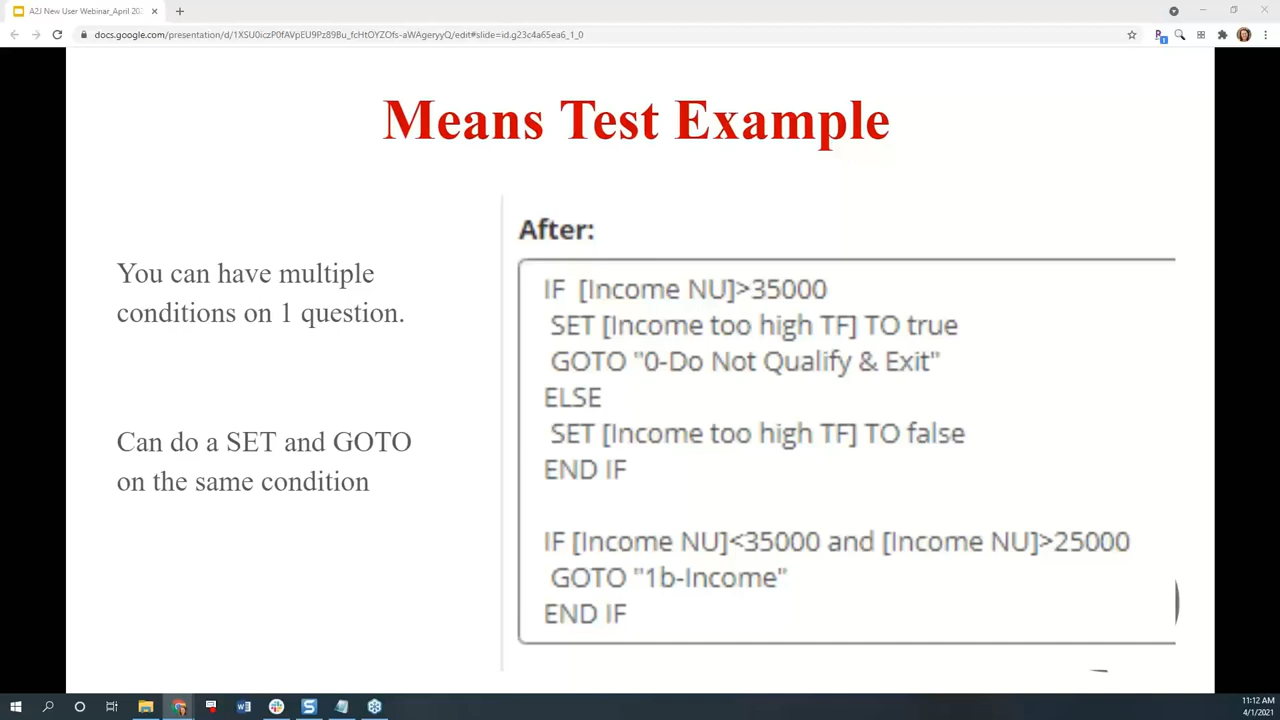 A2J New User Webinar_April 202
docs.google.com/presentation/d/1XSU0iczP0fAVpEU9Pz89Bu_fcHtOYZOfs-aWAgeryyQ/edit#slide=id.g23c4a65ea6_1_0
Means Test Example
You can have multiple
conditions on 1 question.
Can do a SET and GOTO
on the same condition
After:
IF [Income NU]>35000
SET [Income too high TF] TO true
GOTO "0-Do Not Qualify & Exit"
ELSE
SET [Income too high TF] TO false
END IF
IF [Income NU]<35000 and [Income NU]>25000
GOTO "1b-Income"
END IF
11:12 AM
4/1/2021